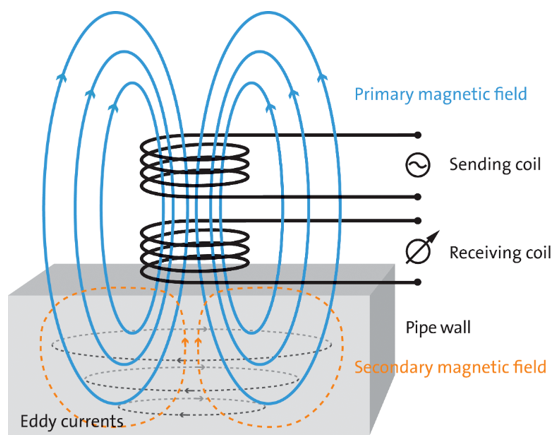 Primary magnetic field
Sending coil
Receiving coil
Pipe wall
Secondary magnetic field
Eddy currents